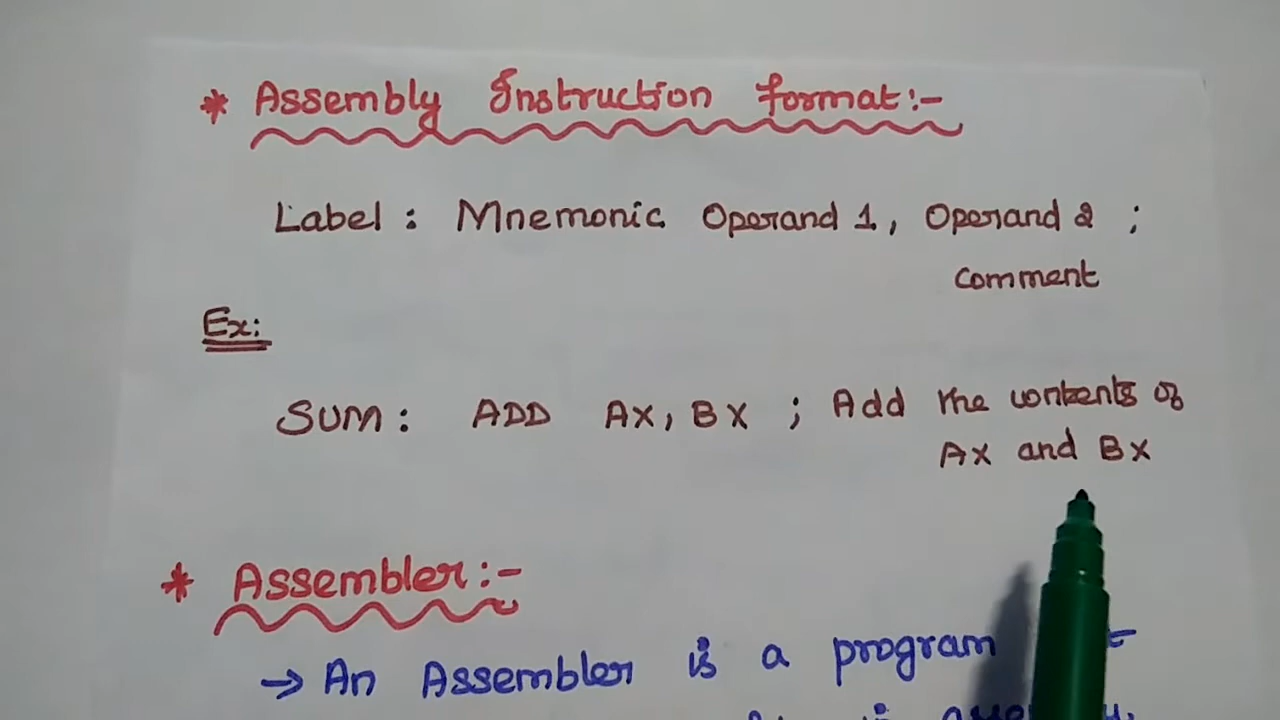 * Assembly Instruction format:-
Label : Mnemonic Operand 1, Operand 2 ;
comment
Ex:
SUM: ADD AX, BX ; Add the contents of
AX and BX
* Assembler:-
→ An Assembler is a program